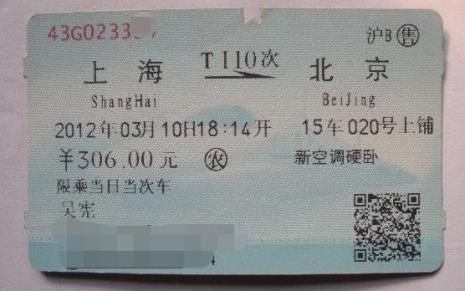 43G0233 沪B 售
上海 T110次 北京
ShangHai BeiJing
2012年03月10日18:14开 15车020号上铺
¥306.00元 农 新空调硬卧
限乘当日当次车
吴宪
4